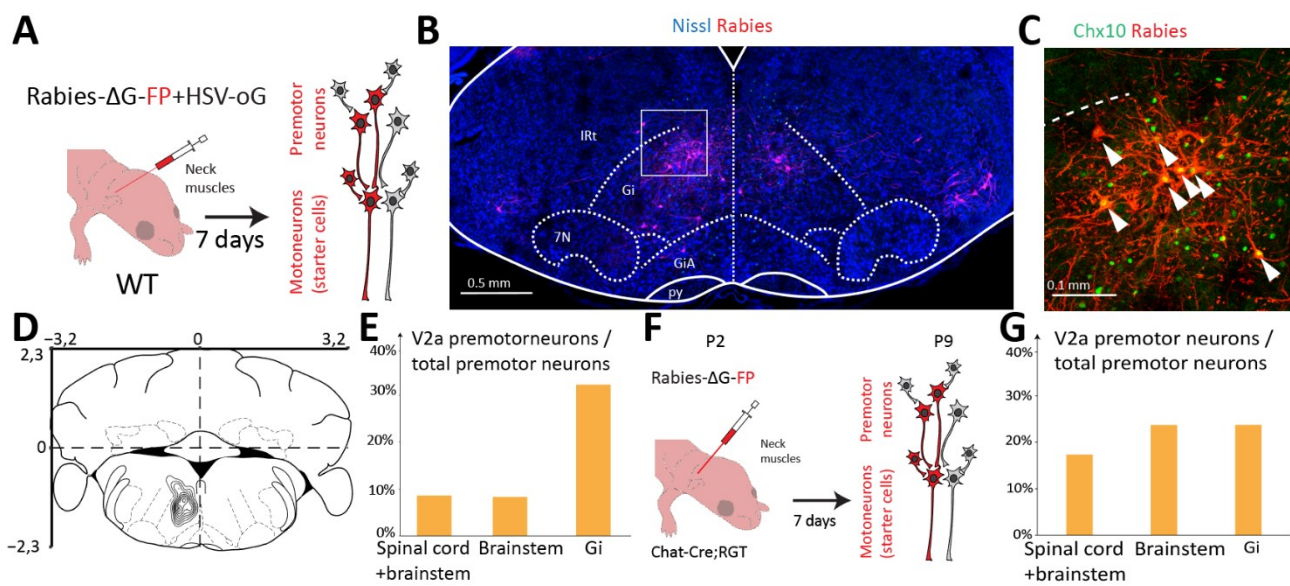 A
Rabies-ΔG-FP+HSV-oG
Neck
muscles
7 days
WT
Premotor
neurons
Motoneurons
(starter cells)
B
Nissl Rabies
IRt
Gi
7N
GiA
py
0.5 mm
C
Chx10 Rabies
0.1 mm
D
−3,2
0
3,2
2,3
0
−2,3
E
V2a premotorneurons /
total premotor neurons
40%
30%
20%
10%
0%
Spinal cord
+brainstem
Brainstem
Gi
F
P2
P9
Rabies-ΔG-FP
Neck
muscles
7 days
Chat-Cre;RGT
Premotor
neurons
Motoneurons
(starter cells)
G
V2a premotor neurons /
total premotor neurons
40%
30%
20%
10%
0%
Spinal cord
+brainstem
Brainstem
Gi